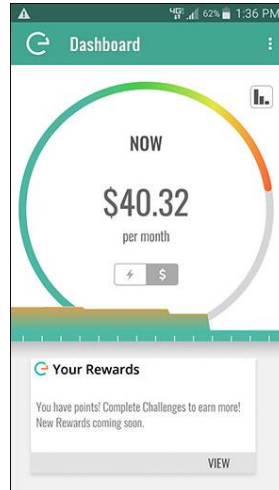 4G 62% 1:36 PM
Dashboard
NOW
$40.32
per month
$
Your Rewards
You have points! Complete Challenges to earn more!
New Rewards coming soon.
VIEW